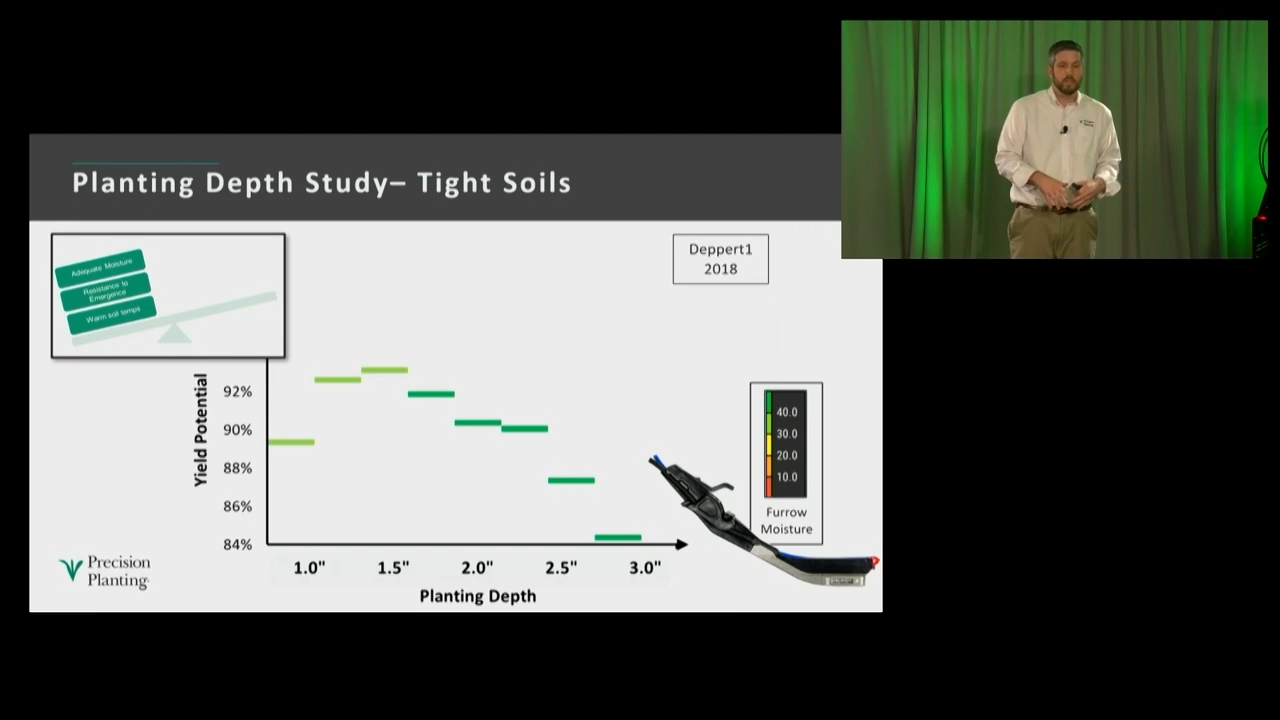 Planting Depth Study– Tight Soils
Adequate Moisture
Resistance to
Emergence
Warm soil temps
Deppert1
2018
Yield Potential
92%
90%
88%
86%
84%
1.0" 1.5" 2.0" 2.5" 3.0"
Planting Depth
40.0
30.0
20.0
10.0
Furrow
Moisture
Precision
Planting